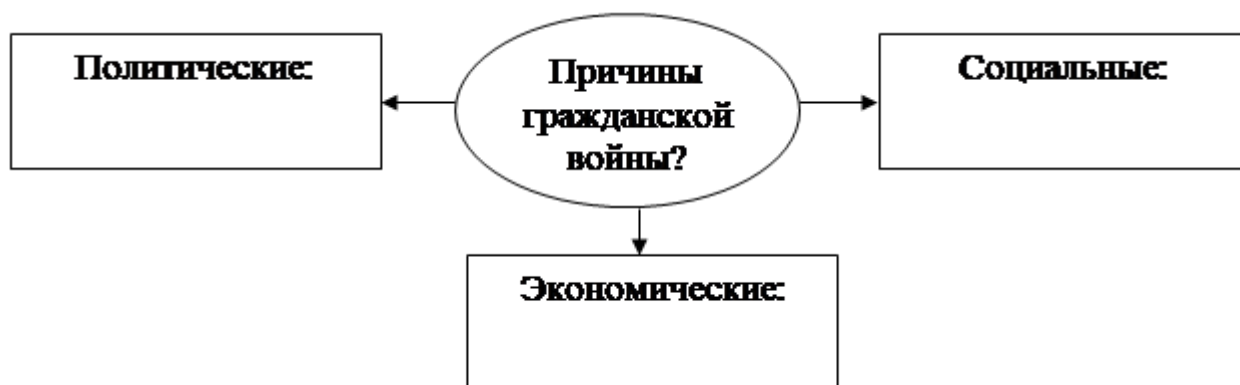 Политические:
Причины
гражданской
войны?
Социальные:
Экономические: